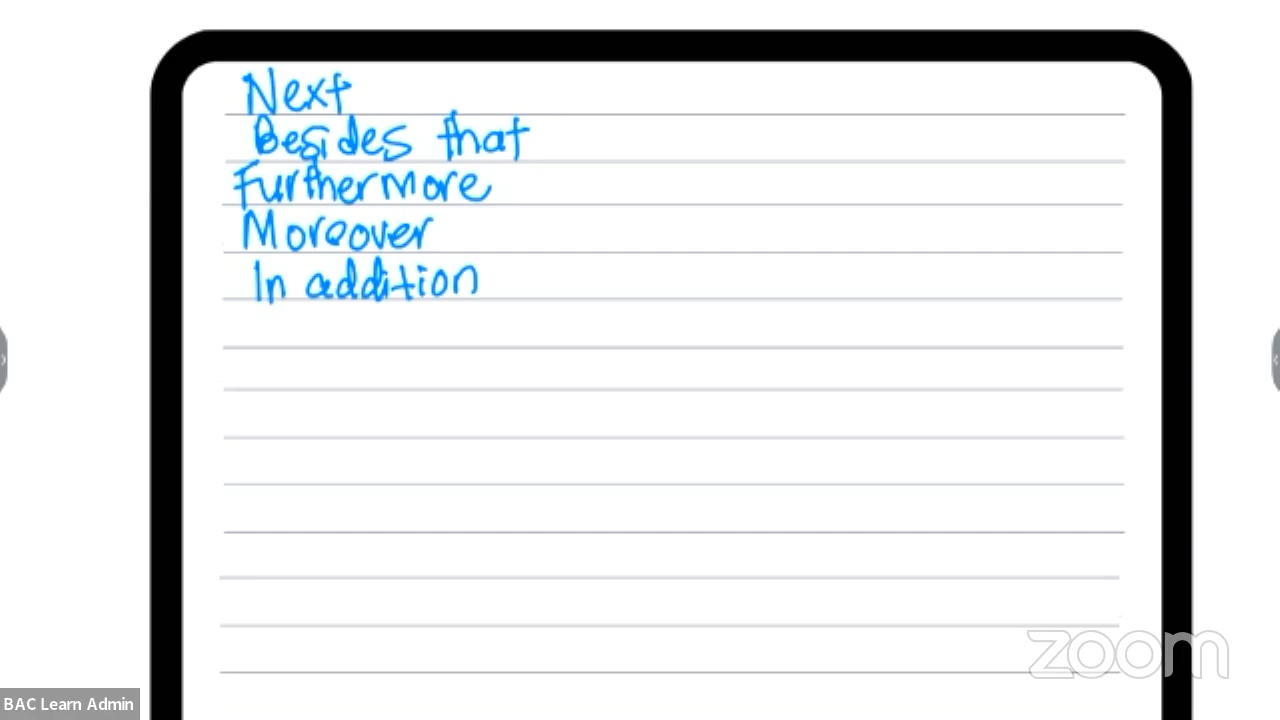 Next
Besides that
Furthermore
Moreover
In addition
zoom
BAC Learn Admin